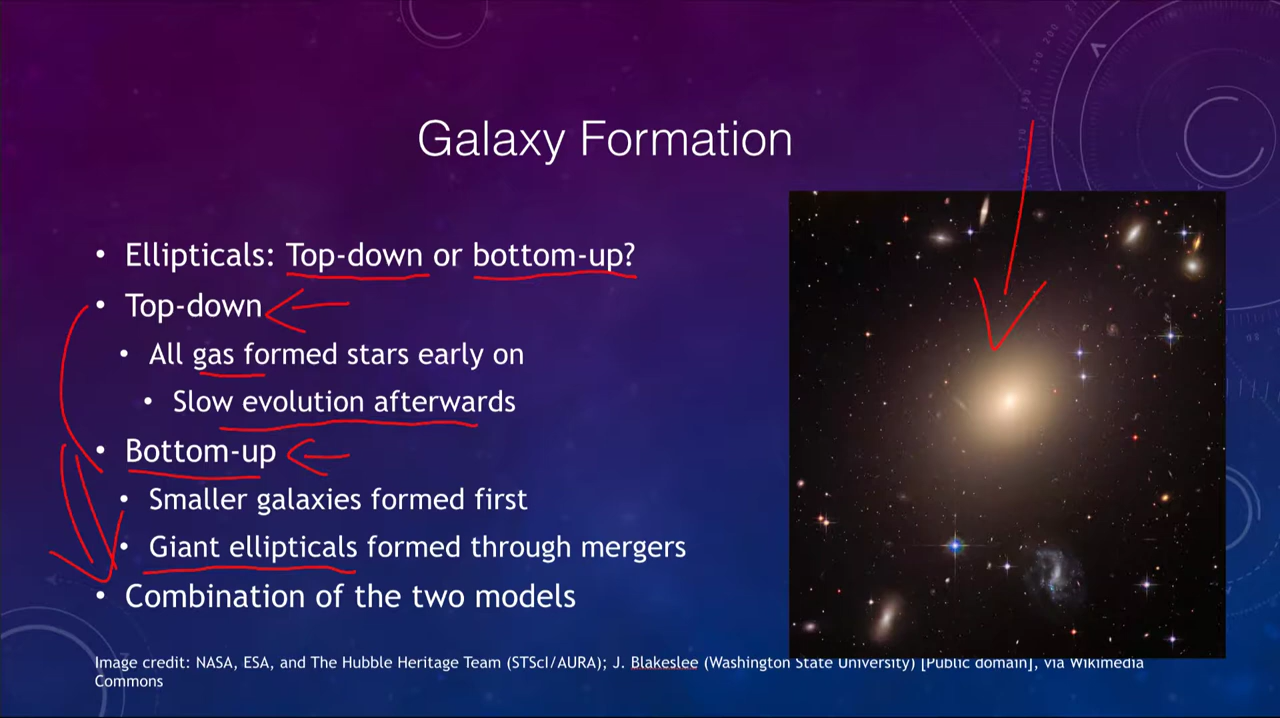 Galaxy Formation
• Ellipticals: Top-down or bottom-up?
• Top-down
• All gas formed stars early on
• Slow evolution afterwards
• Bottom-up
• Smaller galaxies formed first
• Giant ellipticals formed through mergers
• Combination of the two models
Image credit: NASA, ESA, and The Hubble Heritage Team (STScI/AURA); J. Blakeslee (Washington State University) [Public domain], via Wikimedia
Commons